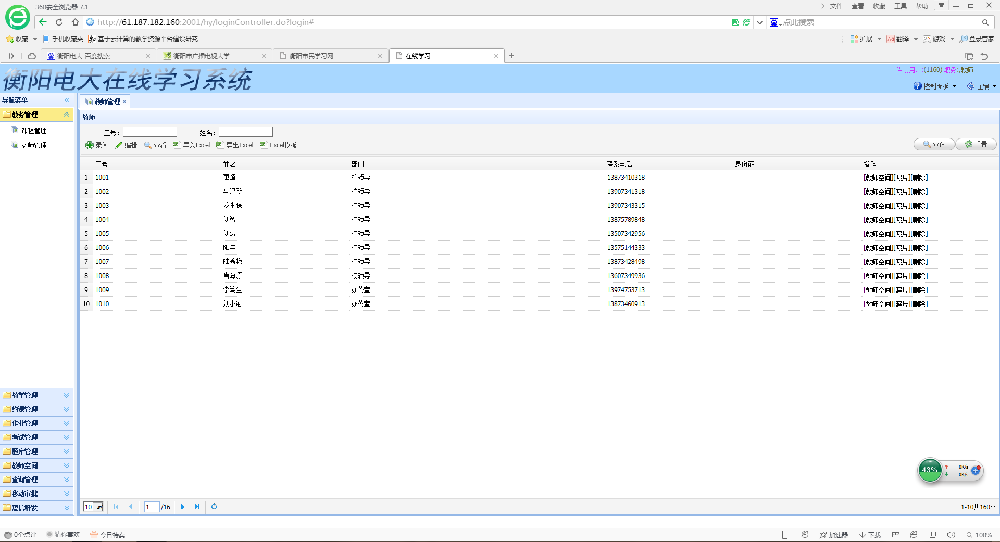 360安全浏览器 7.1
文件 查看 收藏 工具 帮助
http://61.187.182.160:2001/hy/loginController.do?login#
点此搜索
收藏 手机收藏夹 基于云计算的教学资源平台建设研究
扩展 翻译 游戏 登录管家
衡阳电大_百度搜索 衡阳市广播电视大学 衡阳市民学习网 在线学习
衡阳电大在线学习系统
当前用户:(1160) 职务:,教师
控制面板 注销
导航菜单
教师管理
教务管理
课程管理
教师管理
教师
工号: 姓名:
录入 编辑 查看 导入Excel 导出Excel Excel模板
查询 重置
工号 姓名 部门 联系电话 身份证 操作
1 1001 萧烽 校领导 13873410318 [教师空间][照片][删除]
2 1002 马建新 校领导 13907341318 [教师空间][照片][删除]
3 1003 龙永保 校领导 13907343315 [教师空间][照片][删除]
4 1004 刘智 校领导 13875789848 [教师空间][照片][删除]
5 1005 刘燕 校领导 13507342956 [教师空间][照片][删除]
6 1006 阳年 校领导 13575144333 [教师空间][照片][删除]
7 1007 陆秀艳 校领导 13873428498 [教师空间][照片][删除]
8 1008 肖海源 校领导 13607349936 [教师空间][照片][删除]
9 1009 李笃生 办公室 13974753713 [教师空间][照片][删除]
10 1010 刘小菊 办公室 13873460913 [教师空间][照片][删除]
教学管理
约课管理
作业管理
考试管理
题库管理
教师空间
查询管理
移动审批
短信群发
43% 0K/s
0K/s
10 1 /16
1-10共160条
0个点评 猜你喜欢 今日特卖
加速器 下载 100%